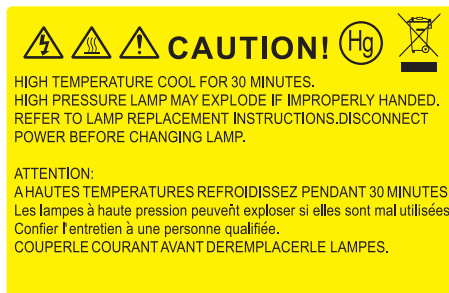 CAUTION! Hg
HIGH TEMPERATURE COOL FOR 30 MINUTES.
HIGH PRESSURE LAMP MAY EXPLODE IF IMPROPERLY HANDED.
REFER TO LAMP REPLACEMENT INSTRUCTIONS.DISCONNECT
POWER BEFORE CHANGING LAMP.
ATTENTION:
A HAUTES TEMPERATURES REFROIDISSEZ PENDANT 30 MINUTES
Les lampes à haute pression peuveñt exploser si elles sont mal utilisées
Confier l'entretien à une personne qualifiée.
COUPERLE COURANT AVANT DEREMPLACERLE LAMPES.